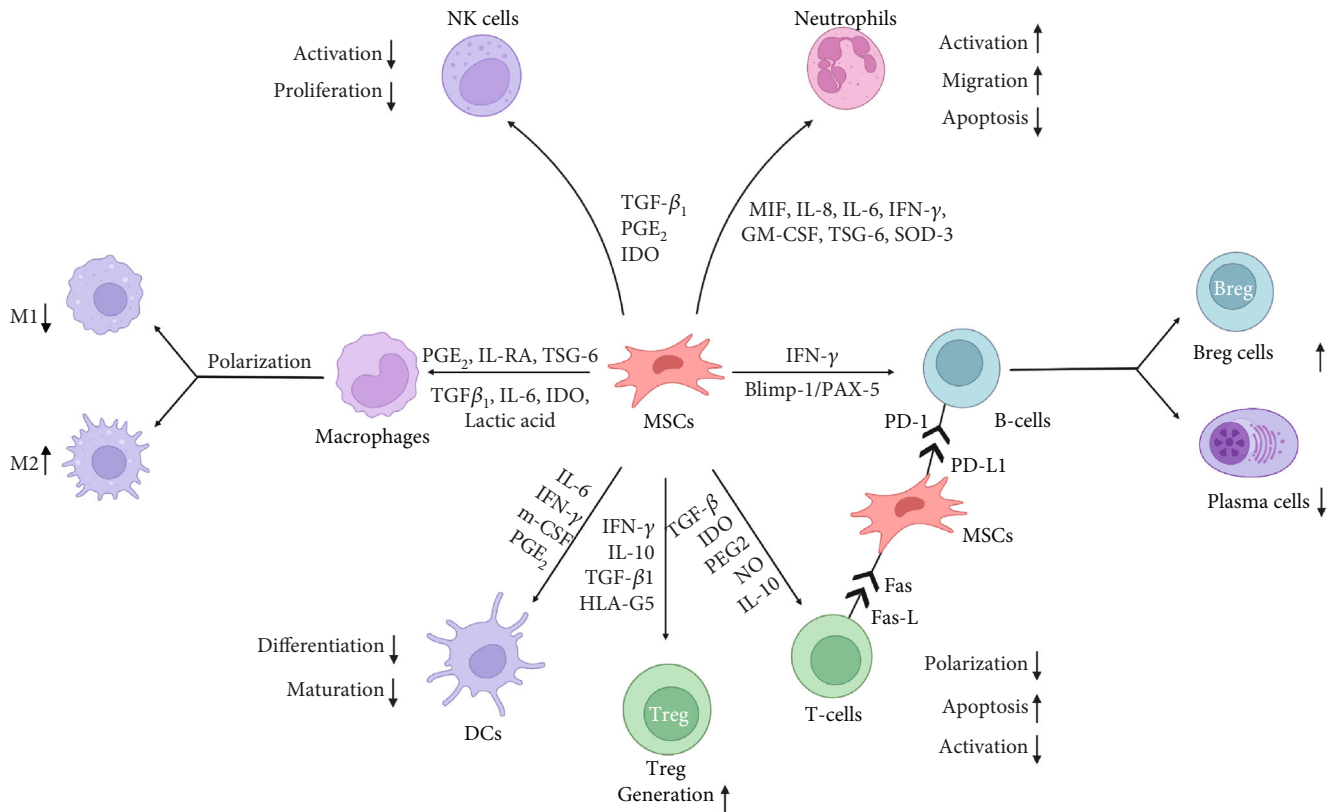 NK cells
Activation ↓
Proliferation ↓
Neutrophils
Activation ↑
Migration ↑
Apoptosis ↓
TGF-β₁
PGE₂
IDO
MIF, IL-8, IL-6, IFN-γ,
GM-CSF, TSG-6, SOD-3
M1↓
M2↑
Polarization
Macrophages
PGE₂, IL-RA, TSG-6
TGFβ₁, IL-6, IDO,
Lactic acid
MSCs
IFN-γ
Blimp-1/PAX-5
B-cells
Breg
Breg cells ↑
Plasma cells ↓
PD-1
PD-L1
MSCs
Fas
Fas-L
IL-6
IFN-γ
m-CSF
PGE₂
IFN-γ
IL-10
TGF-β1
HLA-G5
TGF-β
IDO
PEG2
NO
IL-10
Differentiation ↓
Maturation ↓
DCs
Treg
Treg
Generation ↑
T-cells
Polarization ↓
Apoptosis ↑
Activation ↓